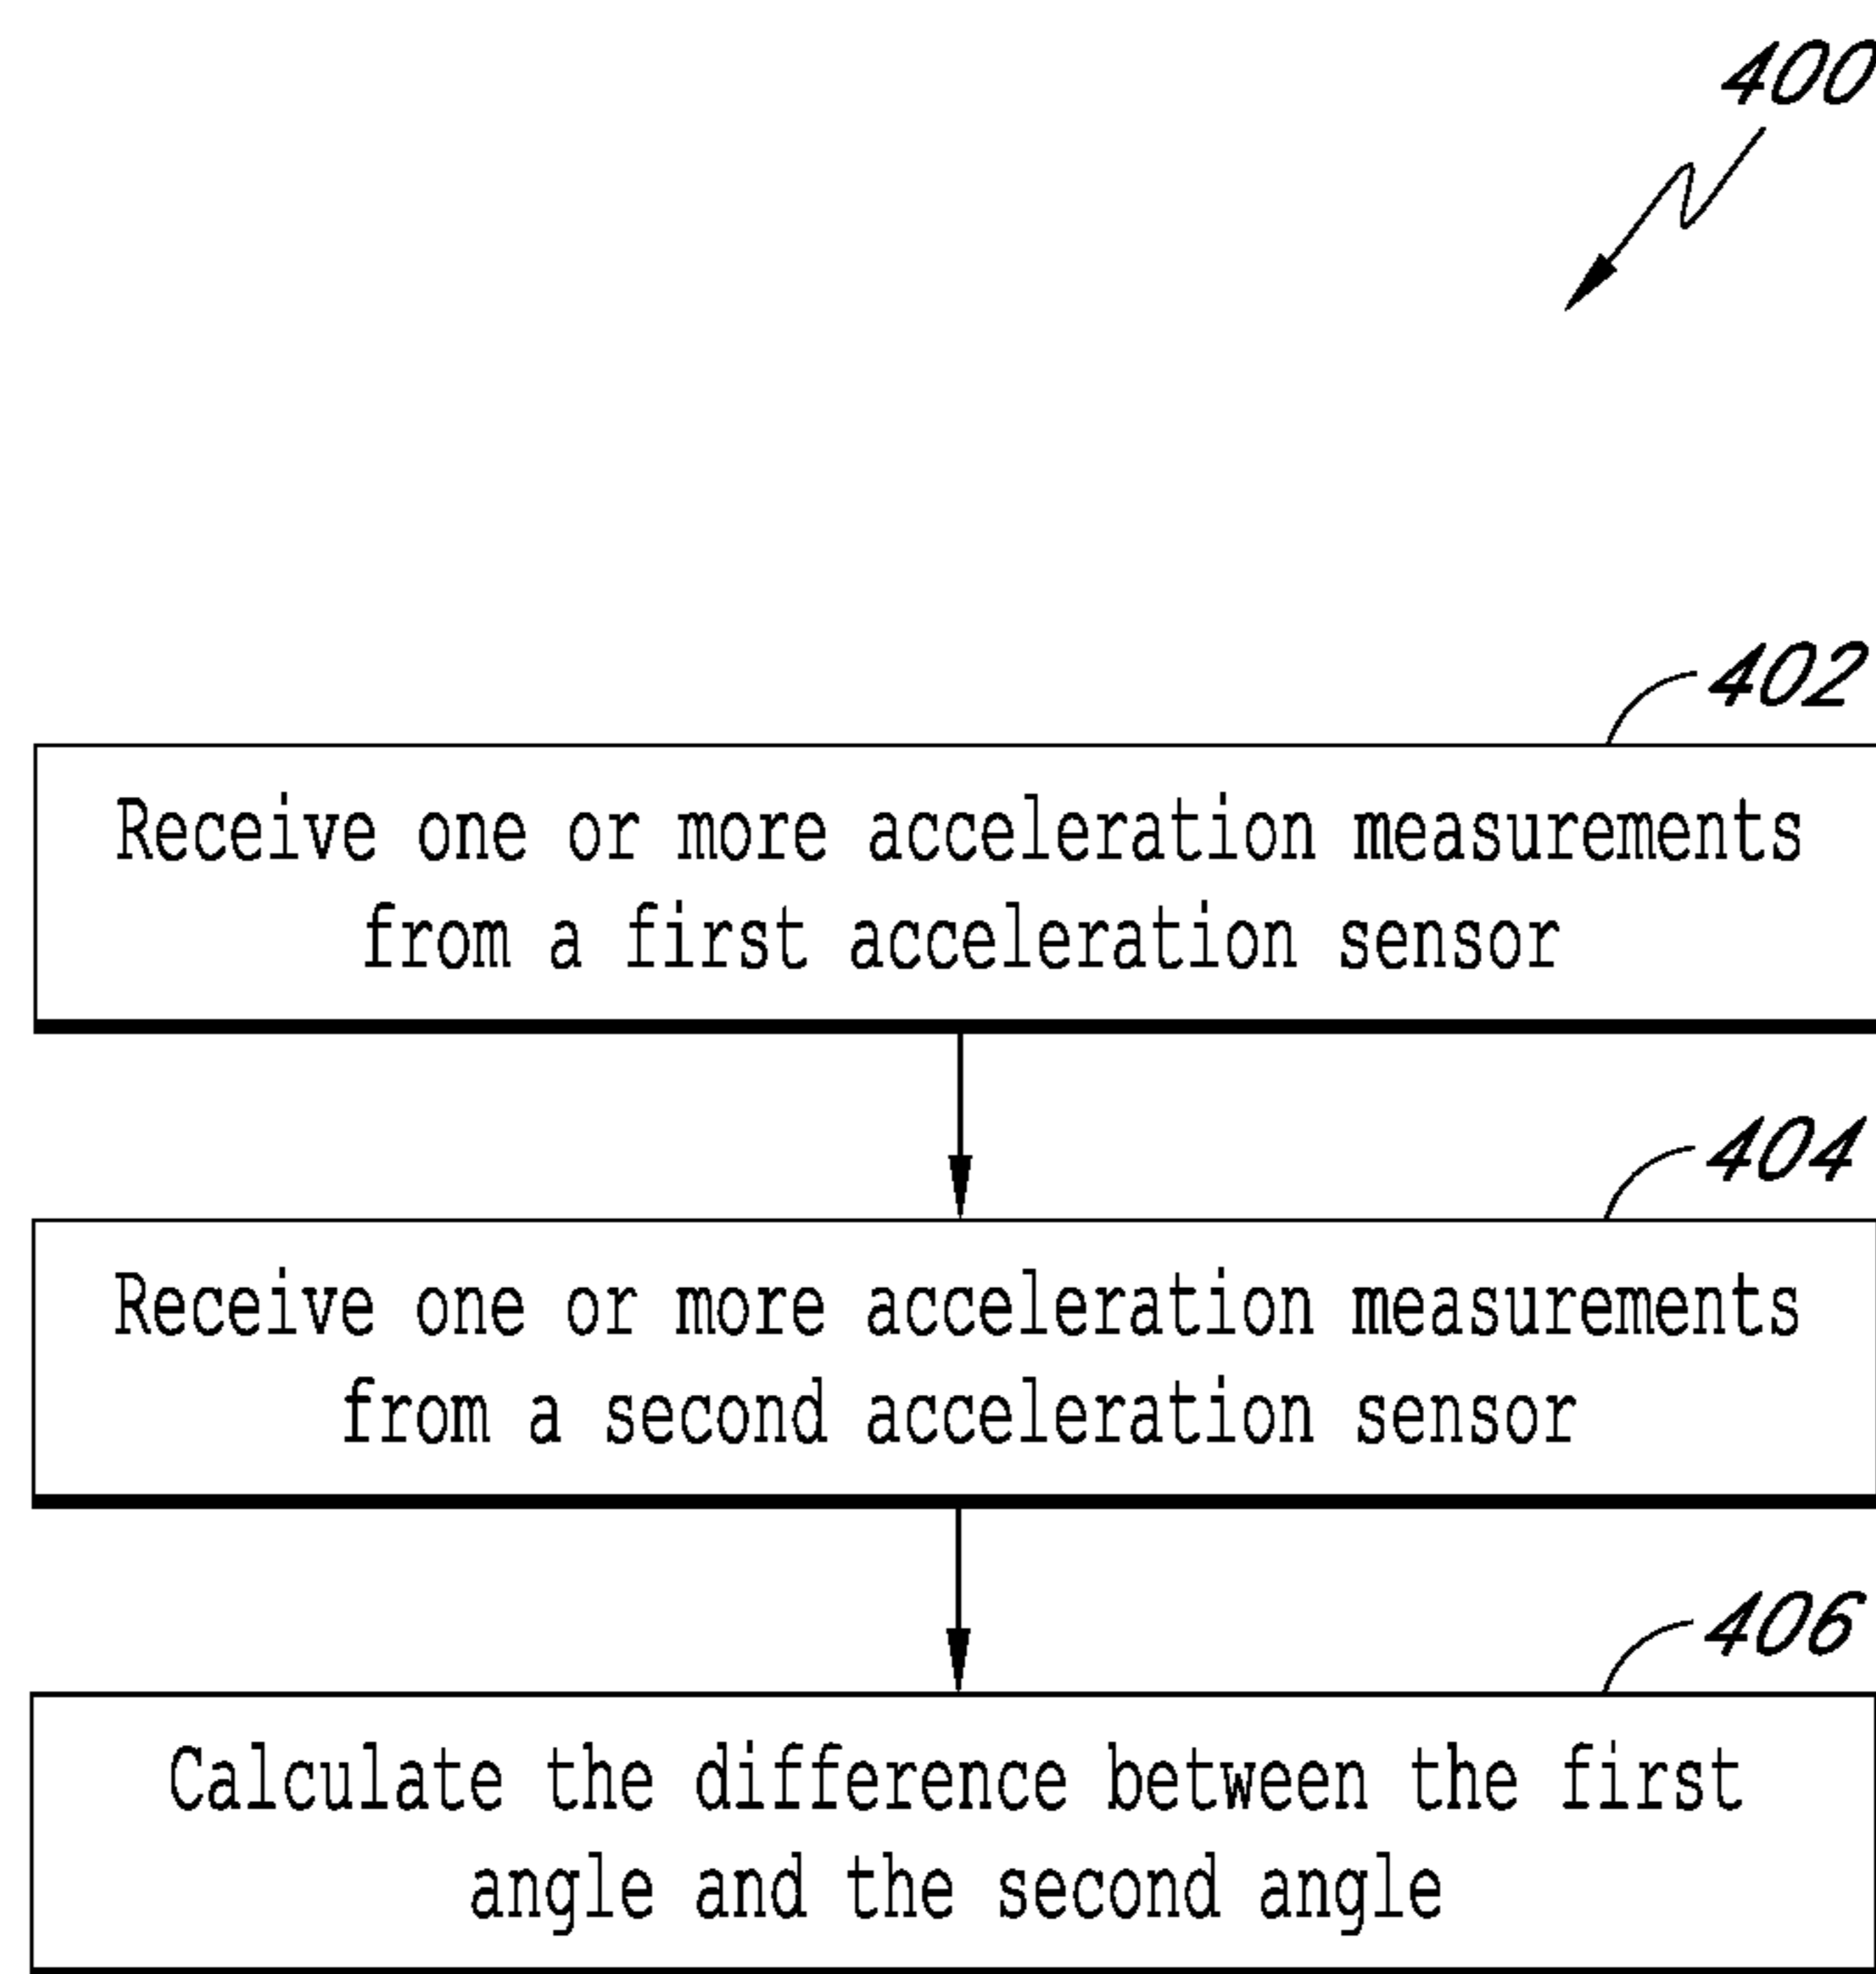 400
402
Receive one or more acceleration measurements
from a first acceleration sensor
404
Receive one or more acceleration measurements
from a second acceleration sensor
406
Calculate the difference between the first
angle and the second angle